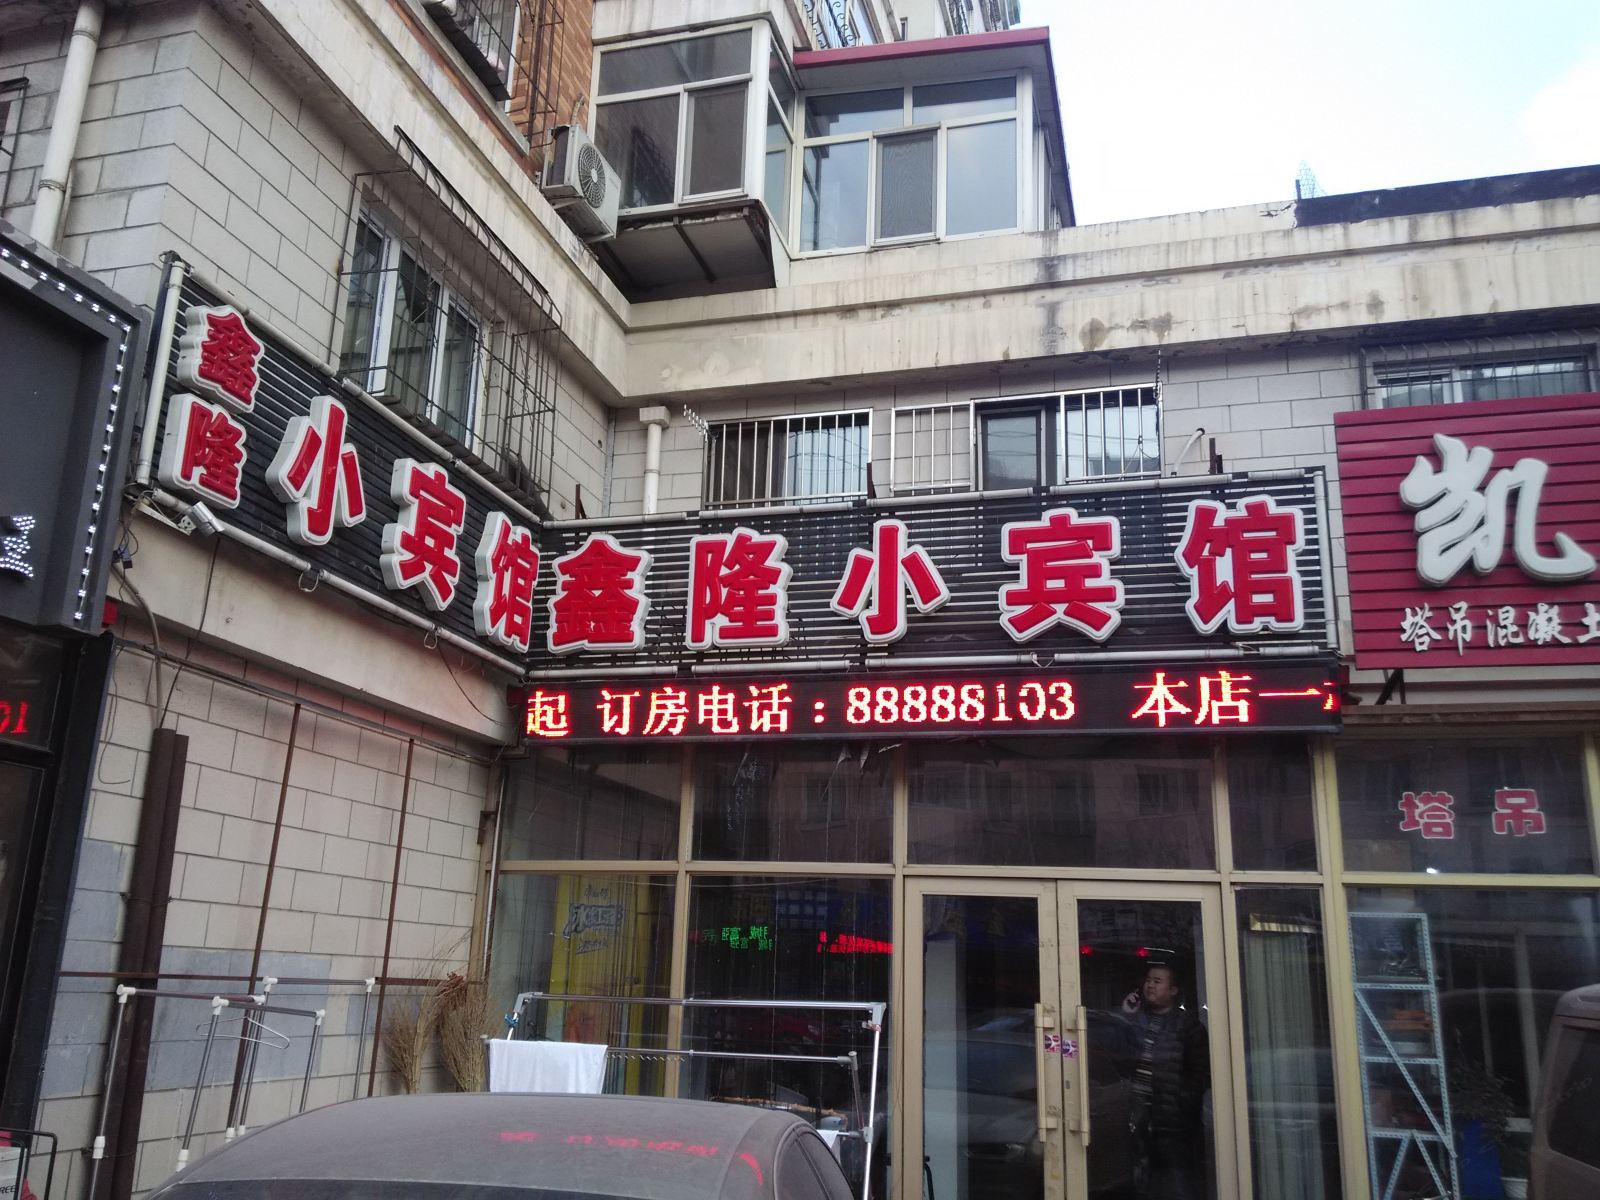 鑫隆小宾馆
鑫隆小宾馆
起 订房电话：88888103 本店一
凯
塔吊混凝土
塔吊
01